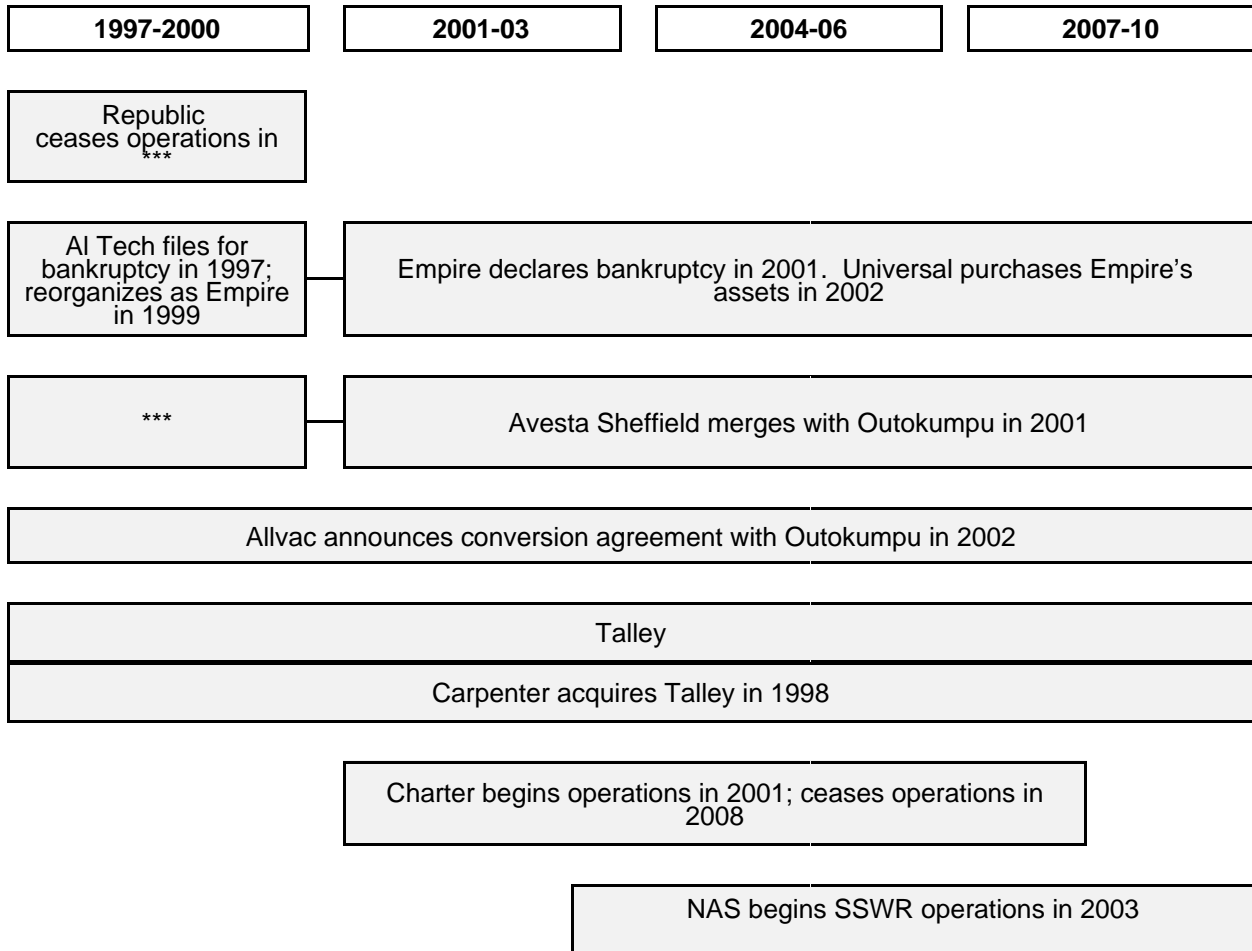 1997-2000
2001-03
2004-06
2007-10
Republic
ceases operations in
***
Al Tech files for
bankruptcy in 1997;
reorganizes as Empire
in 1999
Empire declares bankruptcy in 2001.  Universal purchases Empire’s
assets in 2002
***
Avesta Sheffield merges with Outokumpu in 2001
Allvac announces conversion agreement with Outokumpu in 2002
Talley
Carpenter acquires Talley in 1998
Charter begins operations in 2001; ceases operations in
2008
NAS begins SSWR operations in 2003